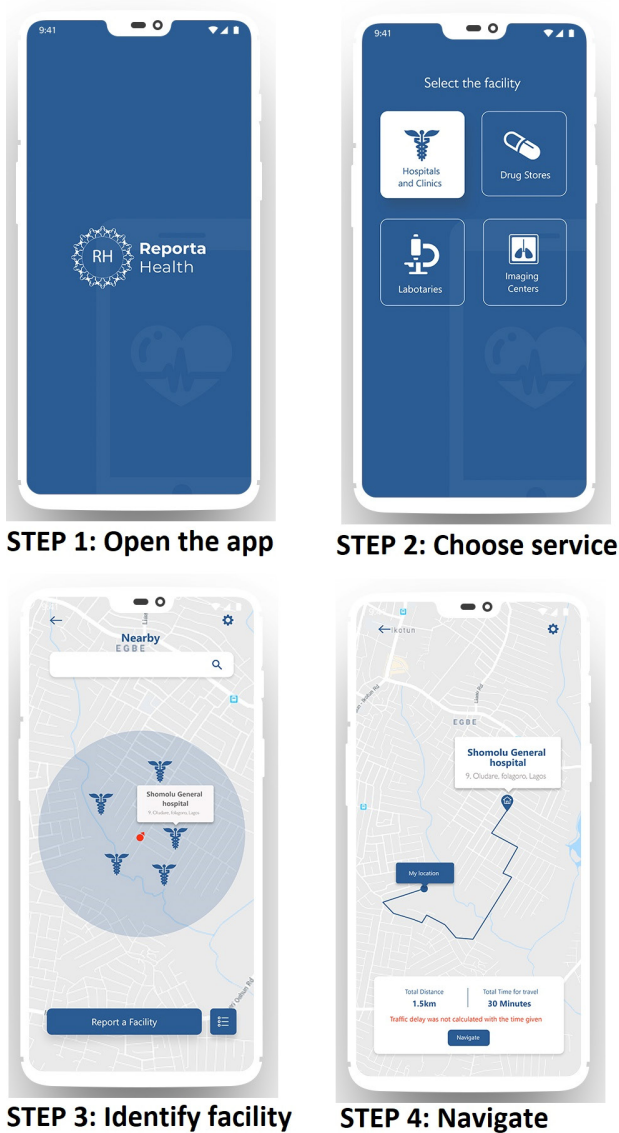 9:41
RH
Reporta
Health
STEP 1: Open the app
9:41
Select the facility
Hospitals
and Clinics
Drug Stores
Labotaries
Imaging
Centers
STEP 2: Choose service
Nearby
EGBE
Shomolu General
hospital
9, Oludare, folagoro, Lagos
Report a Facility
STEP 3: Identify facility
ikotun
EGBE
Shomolu General
hospital
9, Oludare, folagoro, Lagos
My location
Total Distance
1.5km
Total Time for travel
30 Minutes
Traffic delay was not calculated with the time given
Navigate
STEP 4: Navigate